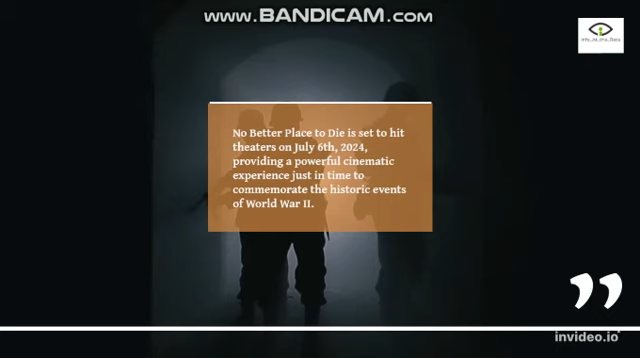 WWW.BANDICAM.COM
No Better Place to Die is set to hit
theaters on July 6th, 2024,
providing a powerful cinematic
experience just in time to
commemorate the historic events
of World War II.
”
invideo.io